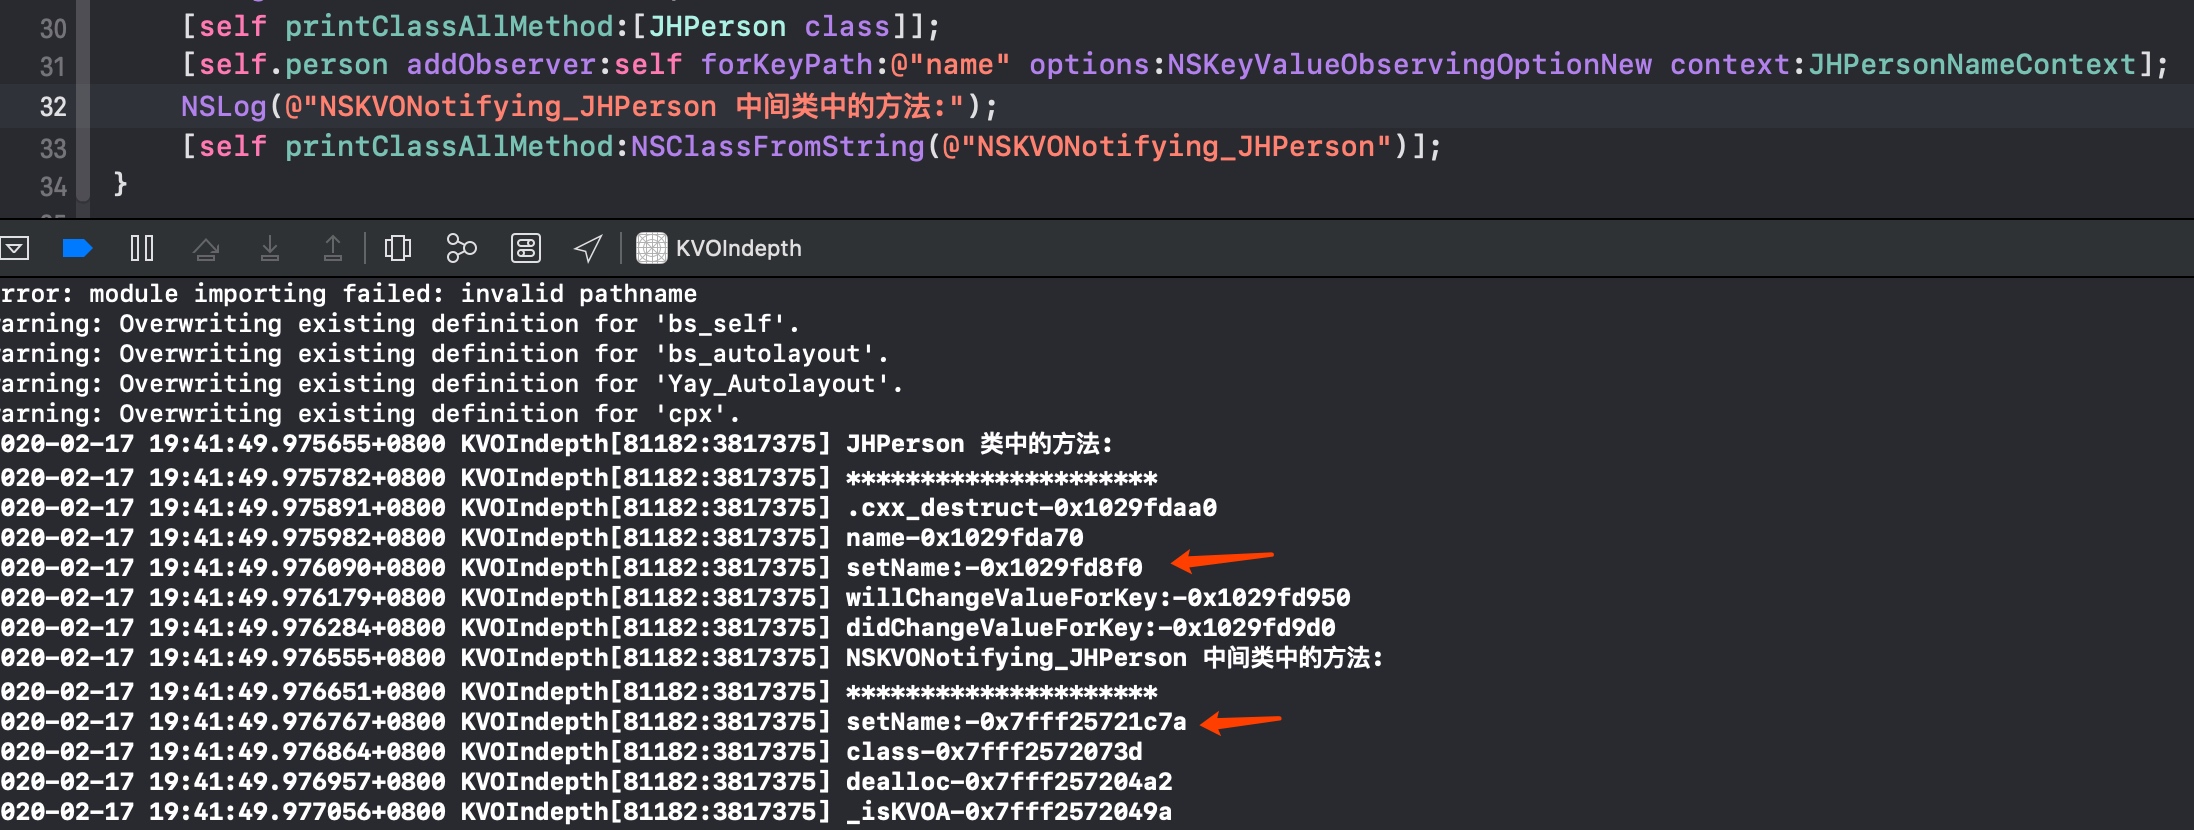 30 [self printClassAllMethod:[JHPerson class]];
31 [self.person addObserver:self forKeyPath:@"name" options:NSKeyValueObservingOptionNew context:JHPersonNameContext];
32 NSLog(@"NSKVONotifying_JHPerson 中间类中的方法:");
33 [self printClassAllMethod:NSClassFromString(@"NSKVONotifying_JHPerson")];
34 }
KVOIndepth
rror: module importing failed: invalid pathname
arning: Overwriting existing definition for 'bs_self'.
arning: Overwriting existing definition for 'bs_autolayout'.
arning: Overwriting existing definition for 'Yay_Autolayout'.
arning: Overwriting existing definition for 'cpx'.
020-02-17 19:41:49.975655+0800 KVOIndepth[81182:3817375] JHPerson 类中的方法:
020-02-17 19:41:49.975782+0800 KVOIndepth[81182:3817375] *********************
020-02-17 19:41:49.975891+0800 KVOIndepth[81182:3817375] .cxx_destruct-0x1029fdaa0
020-02-17 19:41:49.975982+0800 KVOIndepth[81182:3817375] name-0x1029fda70
020-02-17 19:41:49.976090+0800 KVOIndepth[81182:3817375] setName:-0x1029fd8f0
020-02-17 19:41:49.976179+0800 KVOIndepth[81182:3817375] willChangeValueForKey:-0x1029fd950
020-02-17 19:41:49.976284+0800 KVOIndepth[81182:3817375] didChangeValueForKey:-0x1029fd9d0
020-02-17 19:41:49.976555+0800 KVOIndepth[81182:3817375] NSKVONotifying_JHPerson 中间类中的方法:
020-02-17 19:41:49.976651+0800 KVOIndepth[81182:3817375] *********************
020-02-17 19:41:49.976767+0800 KVOIndepth[81182:3817375] setName:-0x7fff25721c7a
020-02-17 19:41:49.976864+0800 KVOIndepth[81182:3817375] class-0x7fff2572073d
020-02-17 19:41:49.976957+0800 KVOIndepth[81182:3817375] dealloc-0x7fff257204a2
020-02-17 19:41:49.977056+0800 KVOIndepth[81182:3817375] _isKVOA-0x7fff2572049a